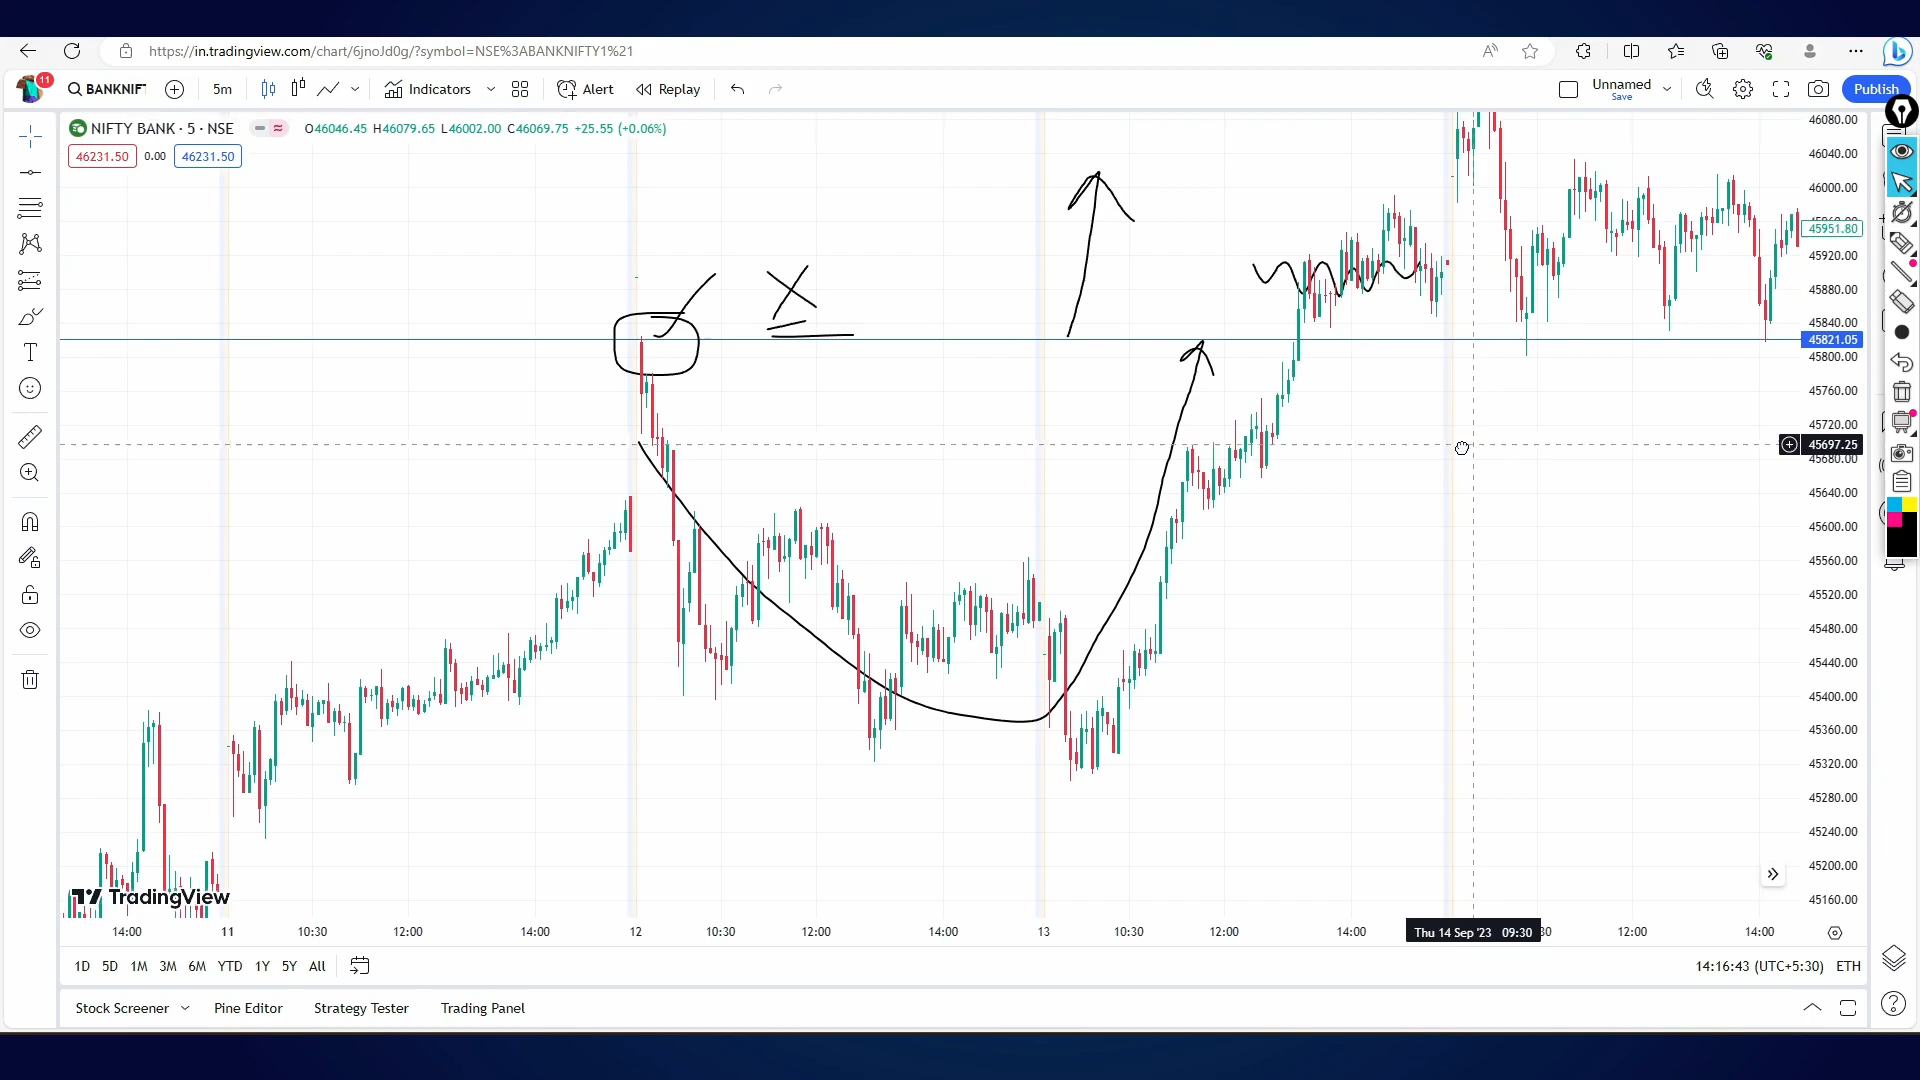 https://in.tradingview.com/chart/6jnoJd0g/?symbol=NSE%3ABANKNIFTY1%21
11
BANKNIFT
5m
Indicators
Alert
Replay
Unnamed
Save
Publish
NIFTY BANK · 5 · NSE
O46046.45 H46079.65 L46002.00 C46069.75 +25.55 (+0.06%)
46231.50 0.00 46231.50
46080.00
46040.00
46000.00
45951.80
45920.00
45880.00
45840.00
45821.05
45800.00
45760.00
45720.00
45697.25
45680.00
45640.00
45600.00
45560.00
45520.00
45480.00
45440.00
45400.00
45360.00
45320.00
45280.00
45240.00
45200.00
45160.00
TradingView
14:00 11 10:30 12:00 14:00 12 10:30 12:00 14:00 13 10:30 12:00 14:00 Thu 14 Sep '23 09:30 12:00 14:00
1D 5D 1M 3M 6M YTD 1Y 5Y All
14:16:43 (UTC+5:30) ETH
Stock Screener Pine Editor Strategy Tester Trading Panel